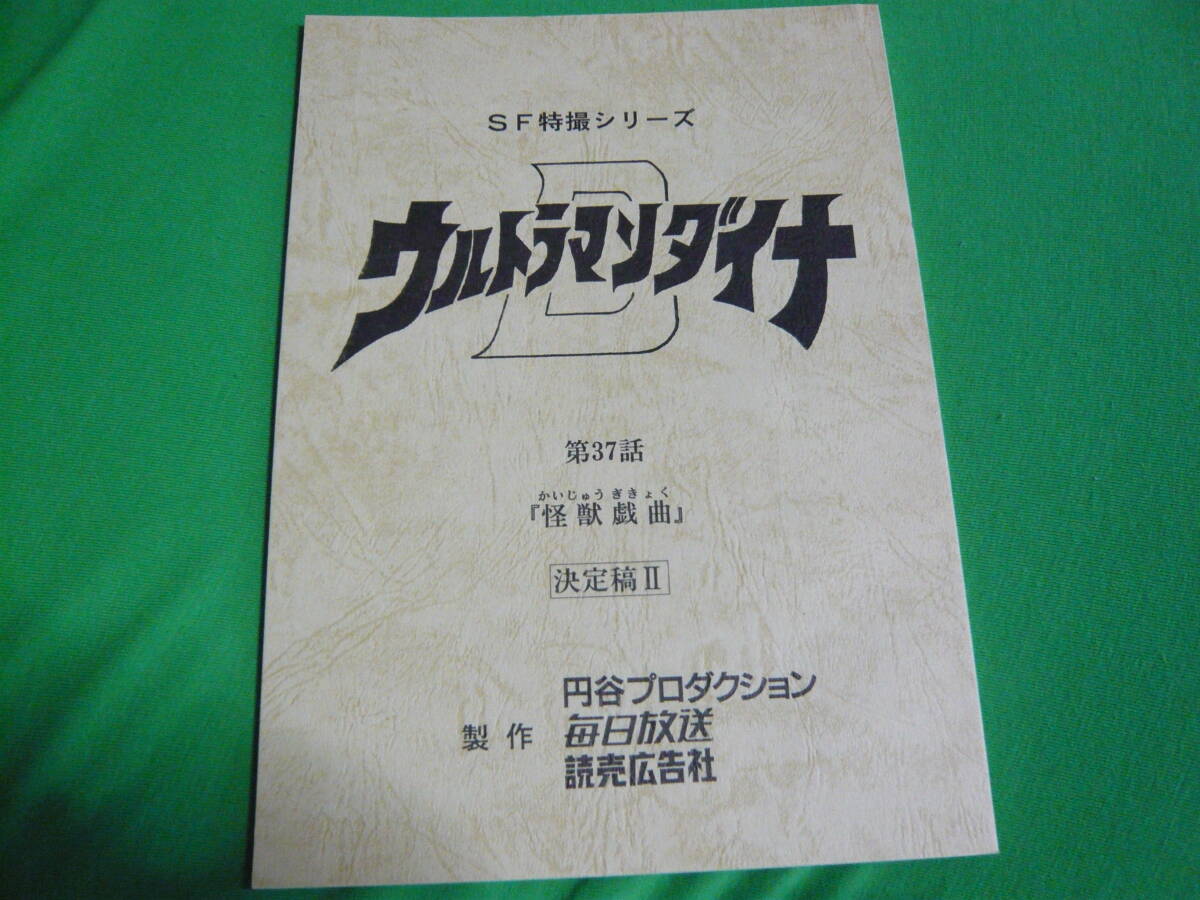 SF特撮シリーズ
D
ウルトラマンダイナ
第37話
かいじゅうぎきょく
『怪獣戯曲』
決定稿Ⅱ
製作
円谷プロダクション
毎日放送
読売広告社